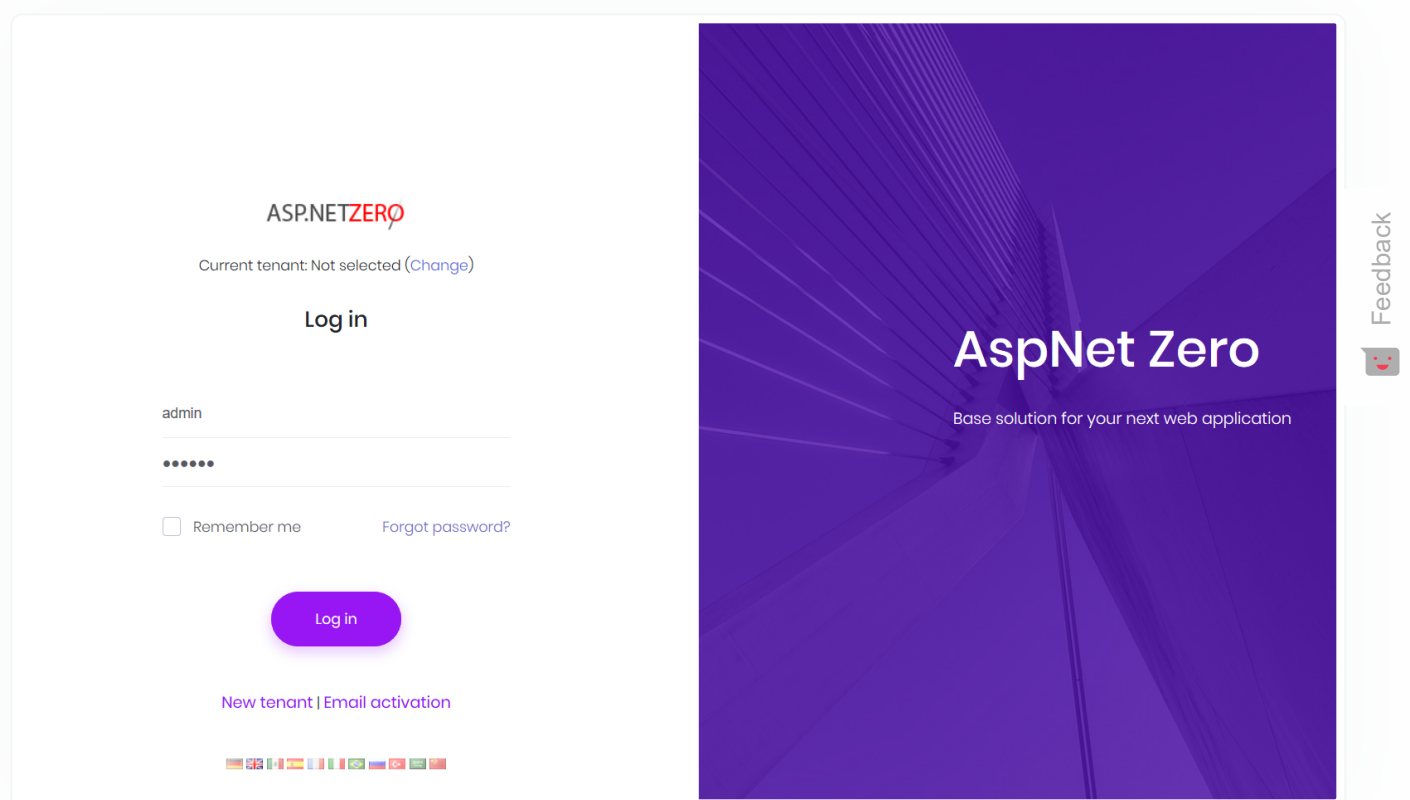 ASP.NETZERO
Current tenant: Not selected (Change)
Log in
admin
••••••
Remember me
Forgot password?
Log in
New tenant | Email activation
AspNet Zero
Base solution for your next web application
Feedback